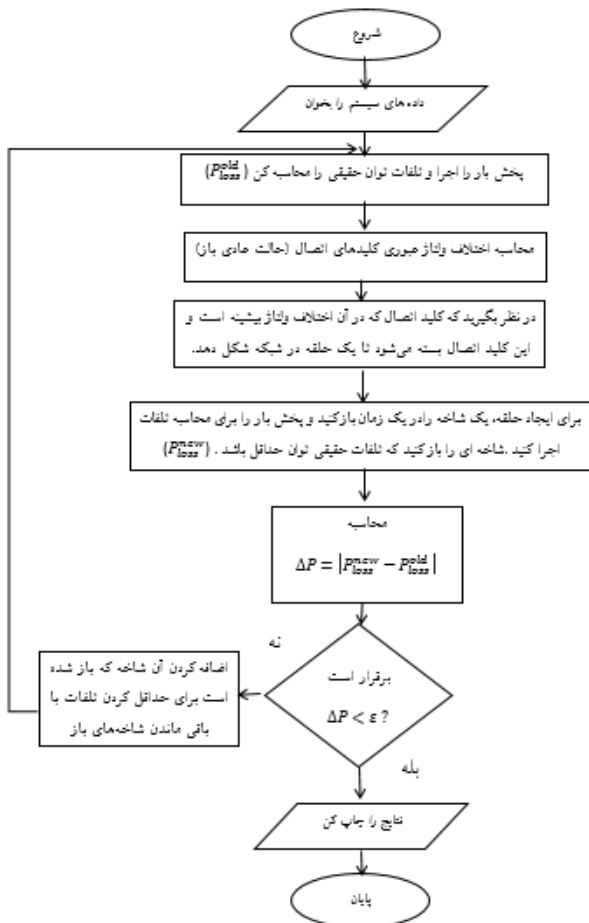 شروع
داده های سیستم را بخوان
پخش بار را اجرا و تلفات توان حقیقی را محاسبه کن (P_loss^old)
محاسبه اختلاف ولتاژ عبوری کلیدهای اتصال (حالت عادی باز)
در نظر بگیرید که کلید اتصال که در آن اختلاف ولتاژ بیشینه است و
این کلید اتصال بسته می‌شود تا یک حلقه در شبکه شکل دهد.
برای ایجاد حلقه، یک شاخه رادر یک زمان بازکنید و پخش بار را برای محاسبه تلفات
اجرا کنید .شاخه ای را بازکنید که تلفات حقیقی توان حداقل باشد . (P_loss^new)
محاسبه
ΔP = |P_loss^new − P_loss^old|
برقرار است
ΔP < ε ?
نه
اضافه کردن آن شاخه که باز شده
است برای حداقل کردن تلفات با
باقی ماندن شاخه‌های باز
بله
نتایج را چاپ کن
پایان